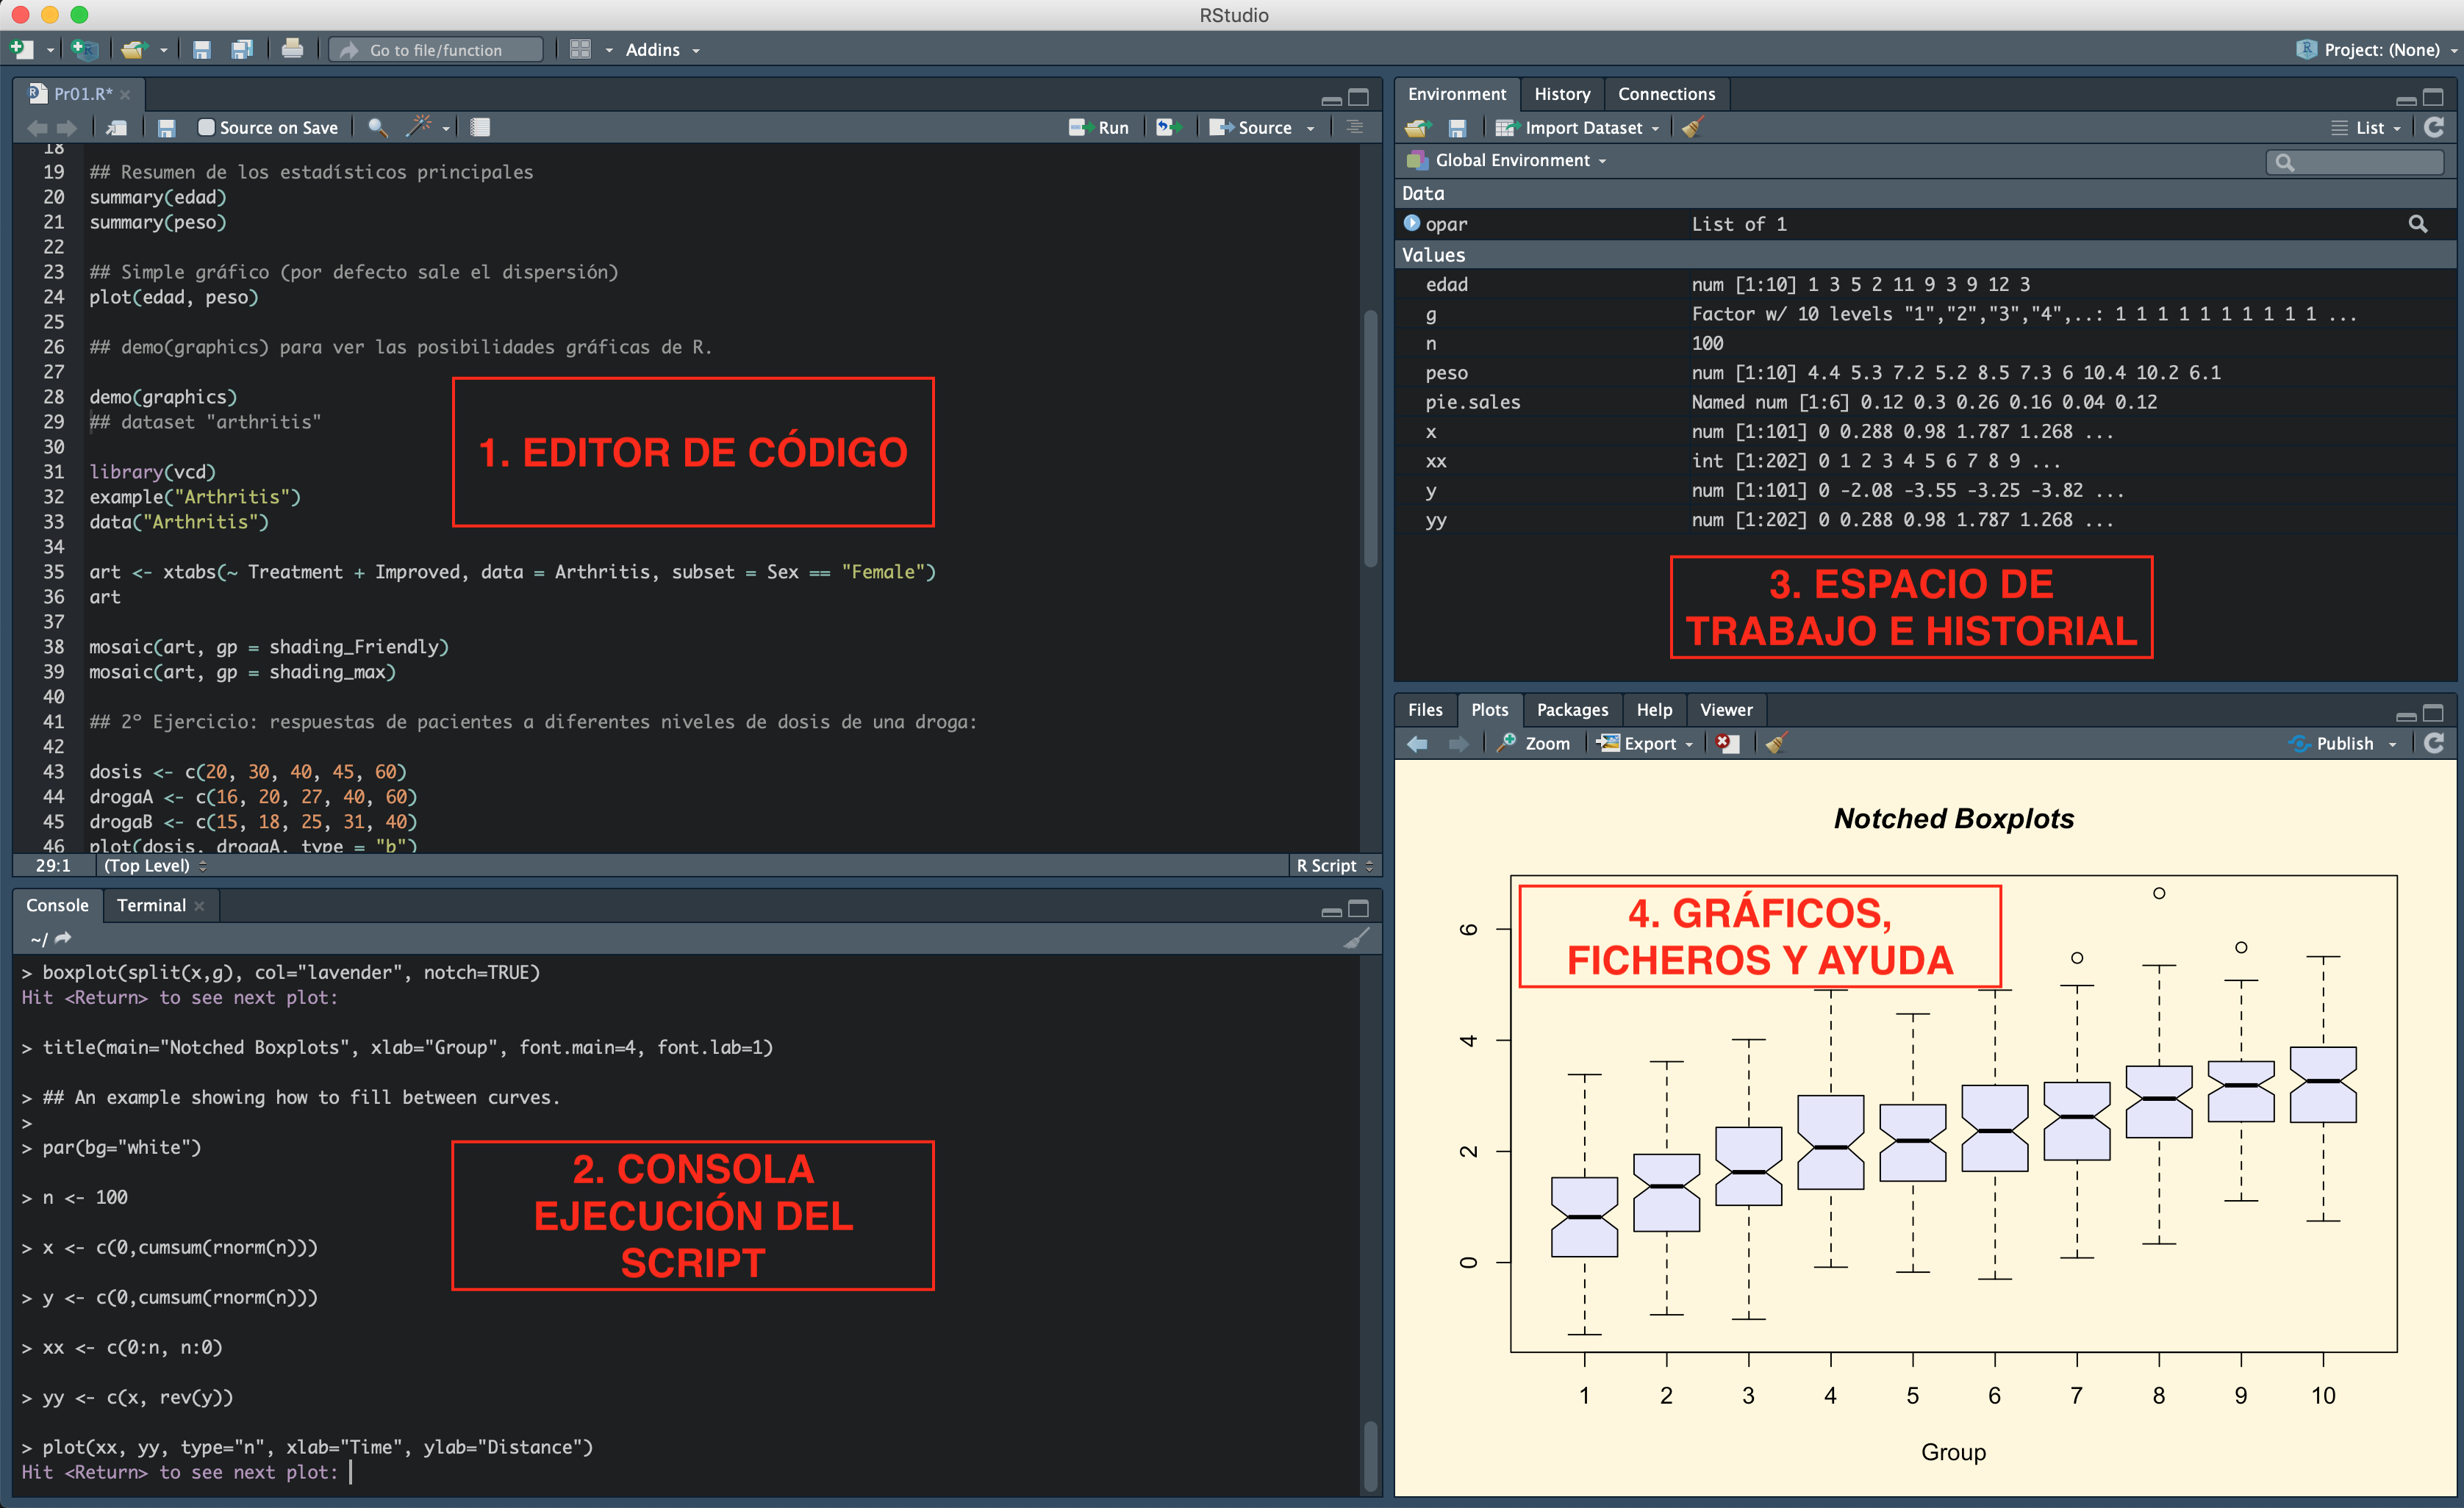 RStudio
Go to file/function
Addins
Project: (None)
Pr01.R*
Source on Save
Run
Source
18
19 ## Resumen de los estadísticos principales
20 summary(edad)
21 summary(peso)
22
23 ## Simple gráfico (por defecto sale el dispersión)
24 plot(edad, peso)
25
26 ## demo(graphics) para ver las posibilidades gráficas de R.
27
28 demo(graphics)
29 ## dataset "arthritis"
30
31 library(vcd)
32 example("Arthritis")
33 data("Arthritis")
34
35 art <- xtabs(~ Treatment + Improved, data = Arthritis, subset = Sex == "Female")
36 art
37
38 mosaic(art, gp = shading_Friendly)
39 mosaic(art, gp = shading_max)
40
41 ## 2º Ejercicio: respuestas de pacientes a diferentes niveles de dosis de una droga:
42
43 dosis <- c(20, 30, 40, 45, 60)
44 drogaA <- c(16, 20, 27, 40, 60)
45 drogaB <- c(15, 18, 25, 31, 40)
46 plot(dosis, drogaA, type = "b")
1. EDITOR DE CÓDIGO
29:1 (Top Level) R Script
Console Terminal
~/
> boxplot(split(x,g), col="lavender", notch=TRUE)
Hit <Return> to see next plot:
> title(main="Notched Boxplots", xlab="Group", font.main=4, font.lab=1)
> ## An example showing how to fill between curves.
>
> par(bg="white")
> n <- 100
> x <- c(0,cumsum(rnorm(n)))
> y <- c(0,cumsum(rnorm(n)))
> xx <- c(0:n, n:0)
> yy <- c(x, rev(y))
> plot(xx, yy, type="n", xlab="Time", ylab="Distance")
Hit <Return> to see next plot:
2. CONSOLA
EJECUCIÓN DEL
SCRIPT
Environment History Connections
Import Dataset List
Global Environment
Data
opar List of 1
Values
edad num [1:10] 1 3 5 2 11 9 3 9 12 3
g Factor w/ 10 levels "1","2","3","4",..: 1 1 1 1 1 1 1 1 1 1 ...
n 100
peso num [1:10] 4.4 5.3 7.2 5.2 8.5 7.3 6 10.4 10.2 6.1
pie.sales Named num [1:6] 0.12 0.3 0.26 0.16 0.04 0.12
x num [1:101] 0 0.288 0.98 1.787 1.268 ...
xx int [1:202] 0 1 2 3 4 5 6 7 8 9 ...
y num [1:101] 0 -2.08 -3.55 -3.25 -3.82 ...
yy num [1:202] 0 0.288 0.98 1.787 1.268 ...
3. ESPACIO DE
TRABAJO E HISTORIAL
Files Plots Packages Help Viewer
Zoom Export Publish
Notched Boxplots
4. GRÁFICOS,
FICHEROS Y AYUDA
6
4
2
0
1 2 3 4 5 6 7 8 9 10
Group